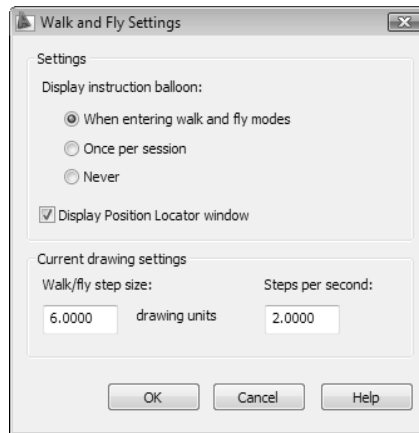 Walk and Fly Settings
Settings
Display instruction balloon:
When entering walk and fly modes
Once per session
Never
Display Position Locator window
Current drawing settings
Walk/fly step size: Steps per second:
6.0000 drawing units 2.0000
OK Cancel Help